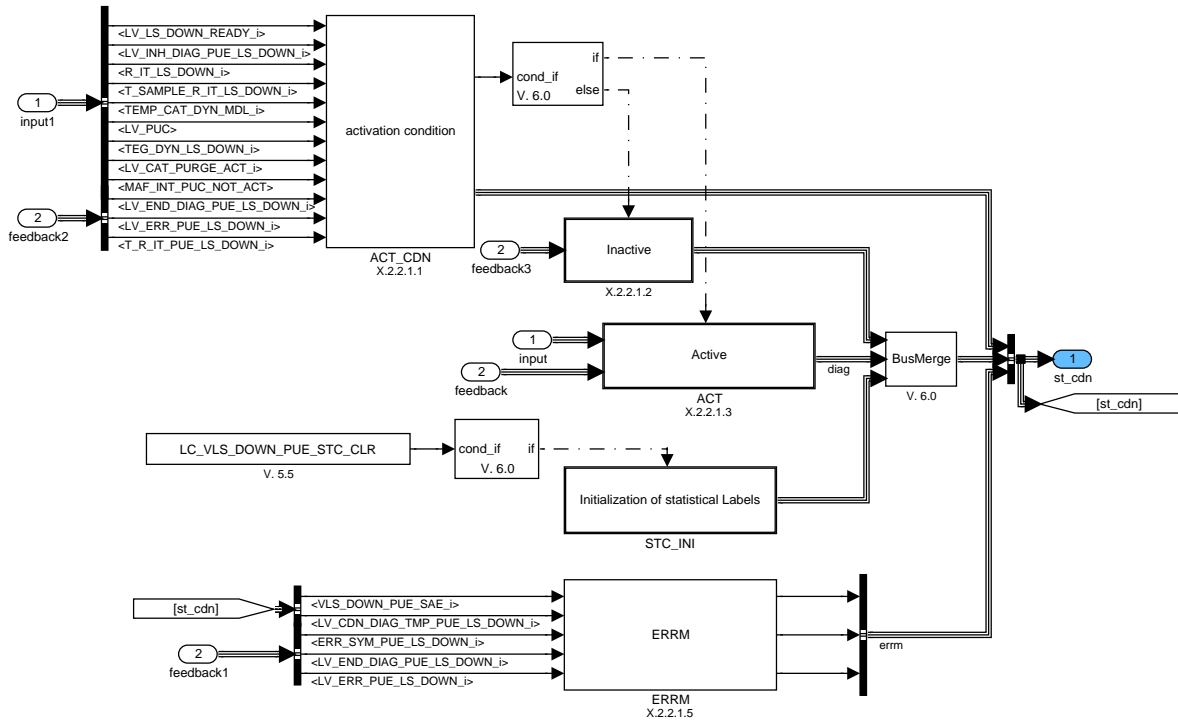 <LV_LS_DOWN_READY_i>
<LV_INH_DIAG_PUE_LS_DOWN_i>
<R_IT_LS_DOWN_i>
<T_SAMPLE_R_IT_LS_DOWN_i>
1
input1
<TEMP_CAT_DYN_MDL_i>
<LV_PUC>
<TEG_DYN_LS_DOWN_i>
<LV_CAT_PURGE_ACT_i>
<MAF_INT_PUC_NOT_ACT>
<LV_END_DIAG_PUE_LS_DOWN_i>
2
feedback2
<LV_ERR_PUE_LS_DOWN_i>
<T_R_IT_PUE_LS_DOWN_i>
activation condition
ACT_CDN
X.2.2.1.1
if
cond_if
else
V. 6.0
2
feedback3
Inactive
X.2.2.1.2
1
input
2
feedback
Active
ACT
X.2.2.1.3
diag
BusMerge
V. 6.0
1
st_cdn
[st_cdn]
LC_VLS_DOWN_PUE_STC_CLR
V. 5.5
cond_if
if
V. 6.0
Initialization of statistical Labels
STC_INI
[st_cdn]
<VLS_DOWN_PUE_SAE_i>
<LV_CDN_DIAG_TMP_PUE_LS_DOWN_i>
<ERR_SYM_PUE_LS_DOWN_i>
2
feedback1
<LV_END_DIAG_PUE_LS_DOWN_i>
<LV_ERR_PUE_LS_DOWN_i>
ERRM
ERRM
X.2.2.1.5
errm